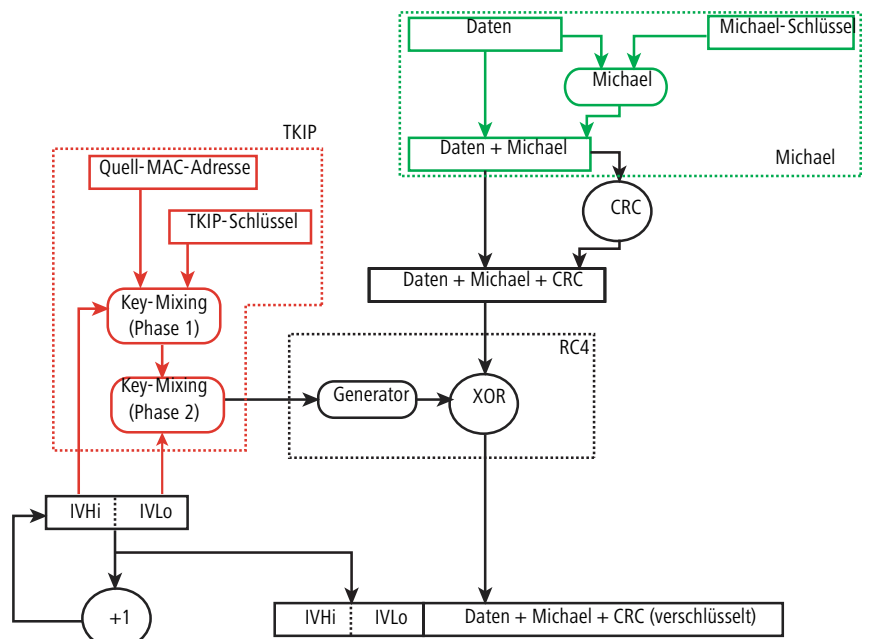 Daten
Michael-Schlüssel
Michael
Daten + Michael
Michael
TKIP
Quell-MAC-Adresse
CRC
TKIP-Schlüssel
Daten + Michael + CRC
Key-Mixing
(Phase 1)
RC4
Key-Mixing
(Phase 2)
Generator
XOR
IVHi
IVLo
+1
IVHi
IVLo
Daten + Michael + CRC (verschlüsselt)